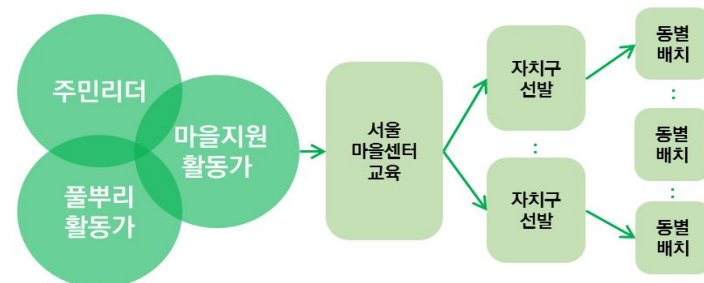 주민리더
마을지원
활동가
풀뿌리
활동가
서울
마을센터
교육
자치구
선발
:
자치구
선발
동별
배치
:
동별
배치
:
동별
배치